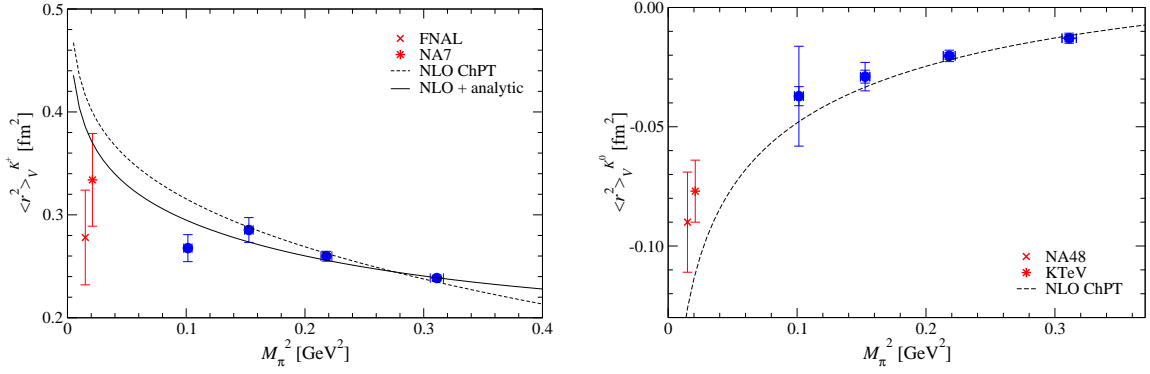 0.5
0.4
0.3
0.2
<r²>_V^{K⁺} [fm²]
FNAL
NA7
NLO ChPT
NLO + analytic
0 0.1 0.2 0.3 0.4
M_π² [GeV²]
0.00
-0.05
-0.10
<r²>_V^{K⁰} [fm²]
NA48
KTeV
NLO ChPT
0 0.1 0.2 0.3
M_π² [GeV²]